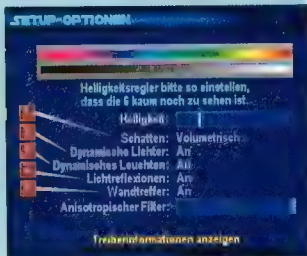 SETUP-OPTIONEN
Helligkeitsregler bitte so einstellen,
dass die 6 kaum noch zu sehen ist.
Helligkeit:
Schatten: Volumetrisch
Dynamische Lichter: An
Dynamisches Leuchten: An
Lichtreflexionen: An
Wandtreffer: An
Anisotropischer Filter:
Treiberinformationen anzeigen